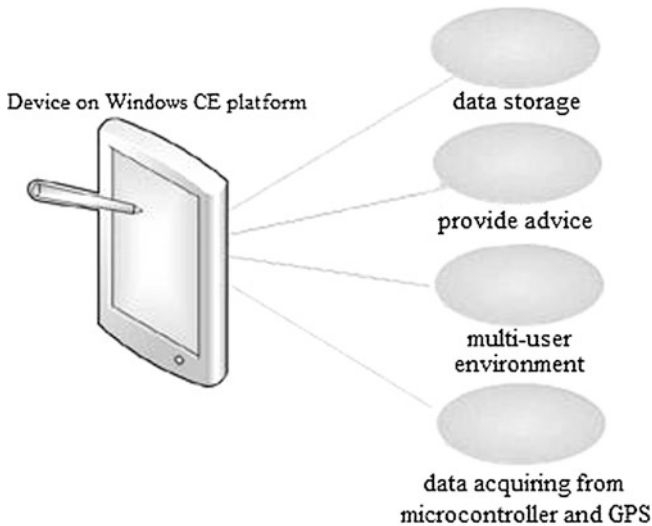 Device on Windows CE platform
data storage
provide advice
multi-user
environment
data acquiring from
microcontroller and GPS